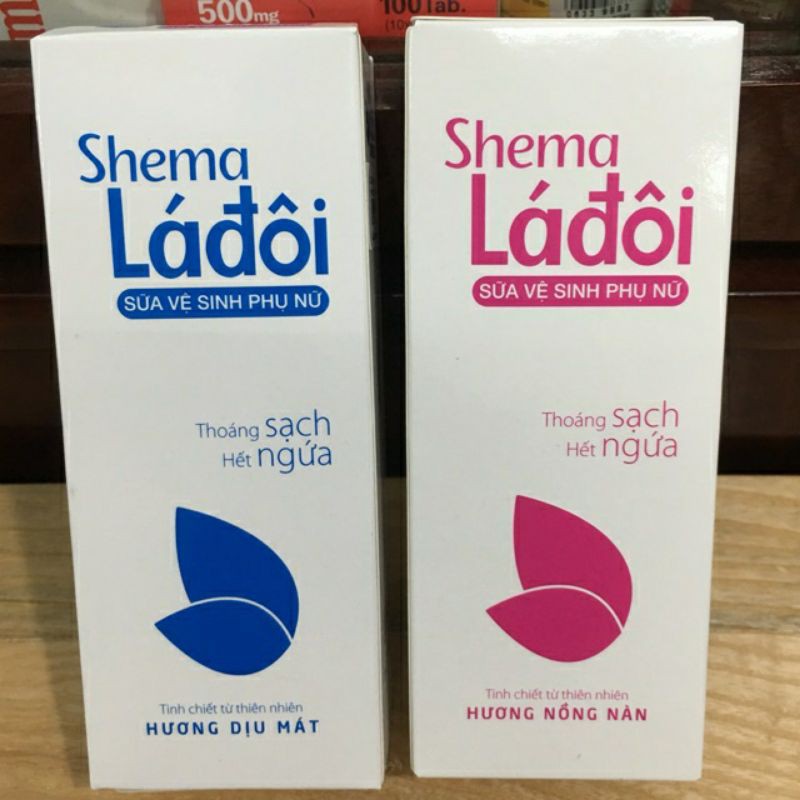 500mg
100Tab.
Shema
Láđôi
SỮA VỆ SINH PHỤ NỮ
Thoáng sạch
Hết ngứa
Tinh chiết từ thiên nhiên
HƯƠNG DỊU MÁT
Shema
Láđôi
SỮA VỆ SINH PHỤ NỮ
Thoáng sạch
Hết ngứa
Tinh chiết từ thiên nhiên
HƯƠNG NỒNG NÀN